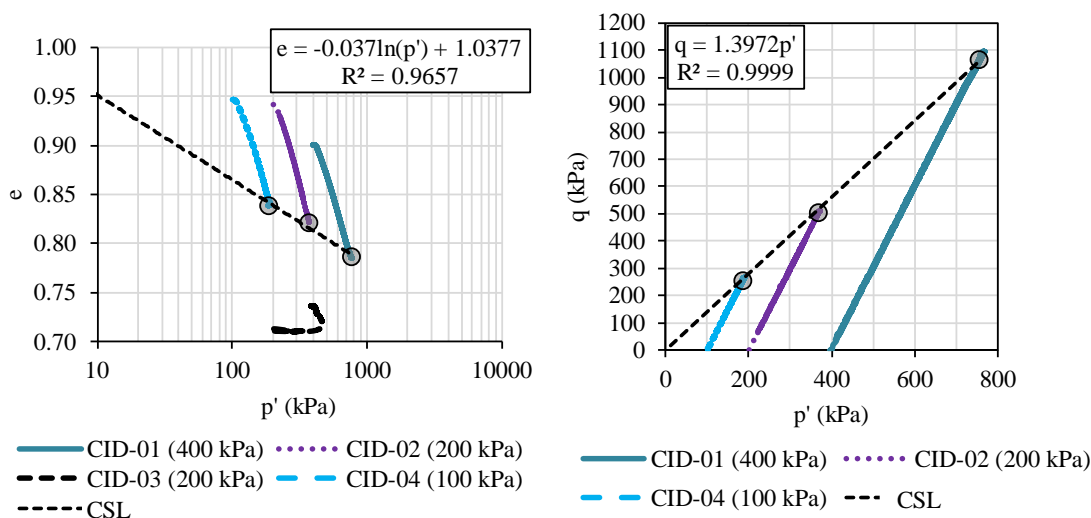 e = -0.037ln(p') + 1.0377
R² = 0.9657
1.00
0.95
0.90
0.85
0.80
0.75
0.70
e
10
100
1000
10000
p' (kPa)
CID-01 (400 kPa)
CID-02 (200 kPa)
CID-03 (200 kPa)
CID-04 (100 kPa)
CSL
q = 1.3972p'
R² = 0.9999
1200
1100
1000
900
800
700
600
500
400
300
200
100
0
q (kPa)
0
200
400
600
800
p' (kPa)
CID-01 (400 kPa)
CID-02 (200 kPa)
CID-04 (100 kPa)
CSL